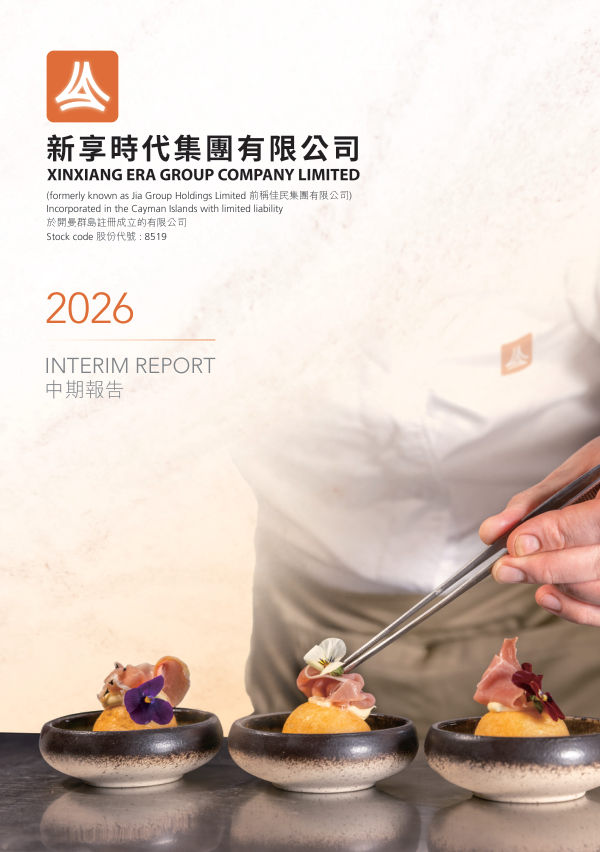 新享時代集團有限公司
XINXIANG ERA GROUP COMPANY LIMITED
(formerly known as Jia Group Holdings Limited 前稱佳民集團有限公司)
Incorporated in the Cayman Islands with limited liability
於開曼群島註冊成立的有限公司
Stock code 股份代號 : 8519
2026
INTERIM REPORT
中期報告